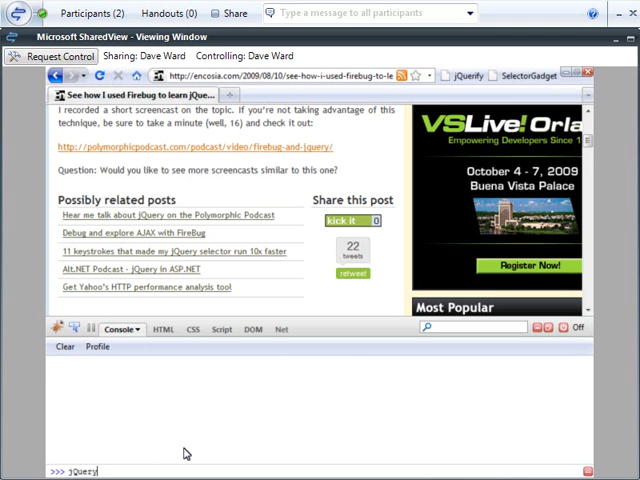 Participants (2) Handouts (0) Share Type a message to all participants
Microsoft SharedView - Viewing Window
Request Control Sharing: Dave Ward Controlling: Dave Ward
http://encosia.com/2009/08/10/see-how-i-used-firebug-to-le jQuerify SelectorGadget
See how I used Firebug to learn jQue...
I recorded a short screencast on the topic. If you're not taking advantage of this
technique, be sure to take a minute (well, 16) and check it out:
http://polymorphicpodcast.com/podcast/video/firebug-and-jquery/
Question: Would you like to see more screencasts similar to this one?
Possibly related posts
Hear me talk about jQuery on the Polymorphic Podcast
Debug and explore AJAX with FireBug
11 keystrokes that made my jQuery selector run 10x faster
Alt.NET Podcast - jQuery in ASP.NET
Get Yahoo's HTTP performance analysis tool
Share this post
kick it 0
22
tweets
retweet
VSLive! Orla
Empowering Developers Since 1
October 4 - 7, 2009
Buena Vista Palace
Register Now!
Most Popular
Console HTML CSS Script DOM Net Off
Clear Profile
>>> jQuery